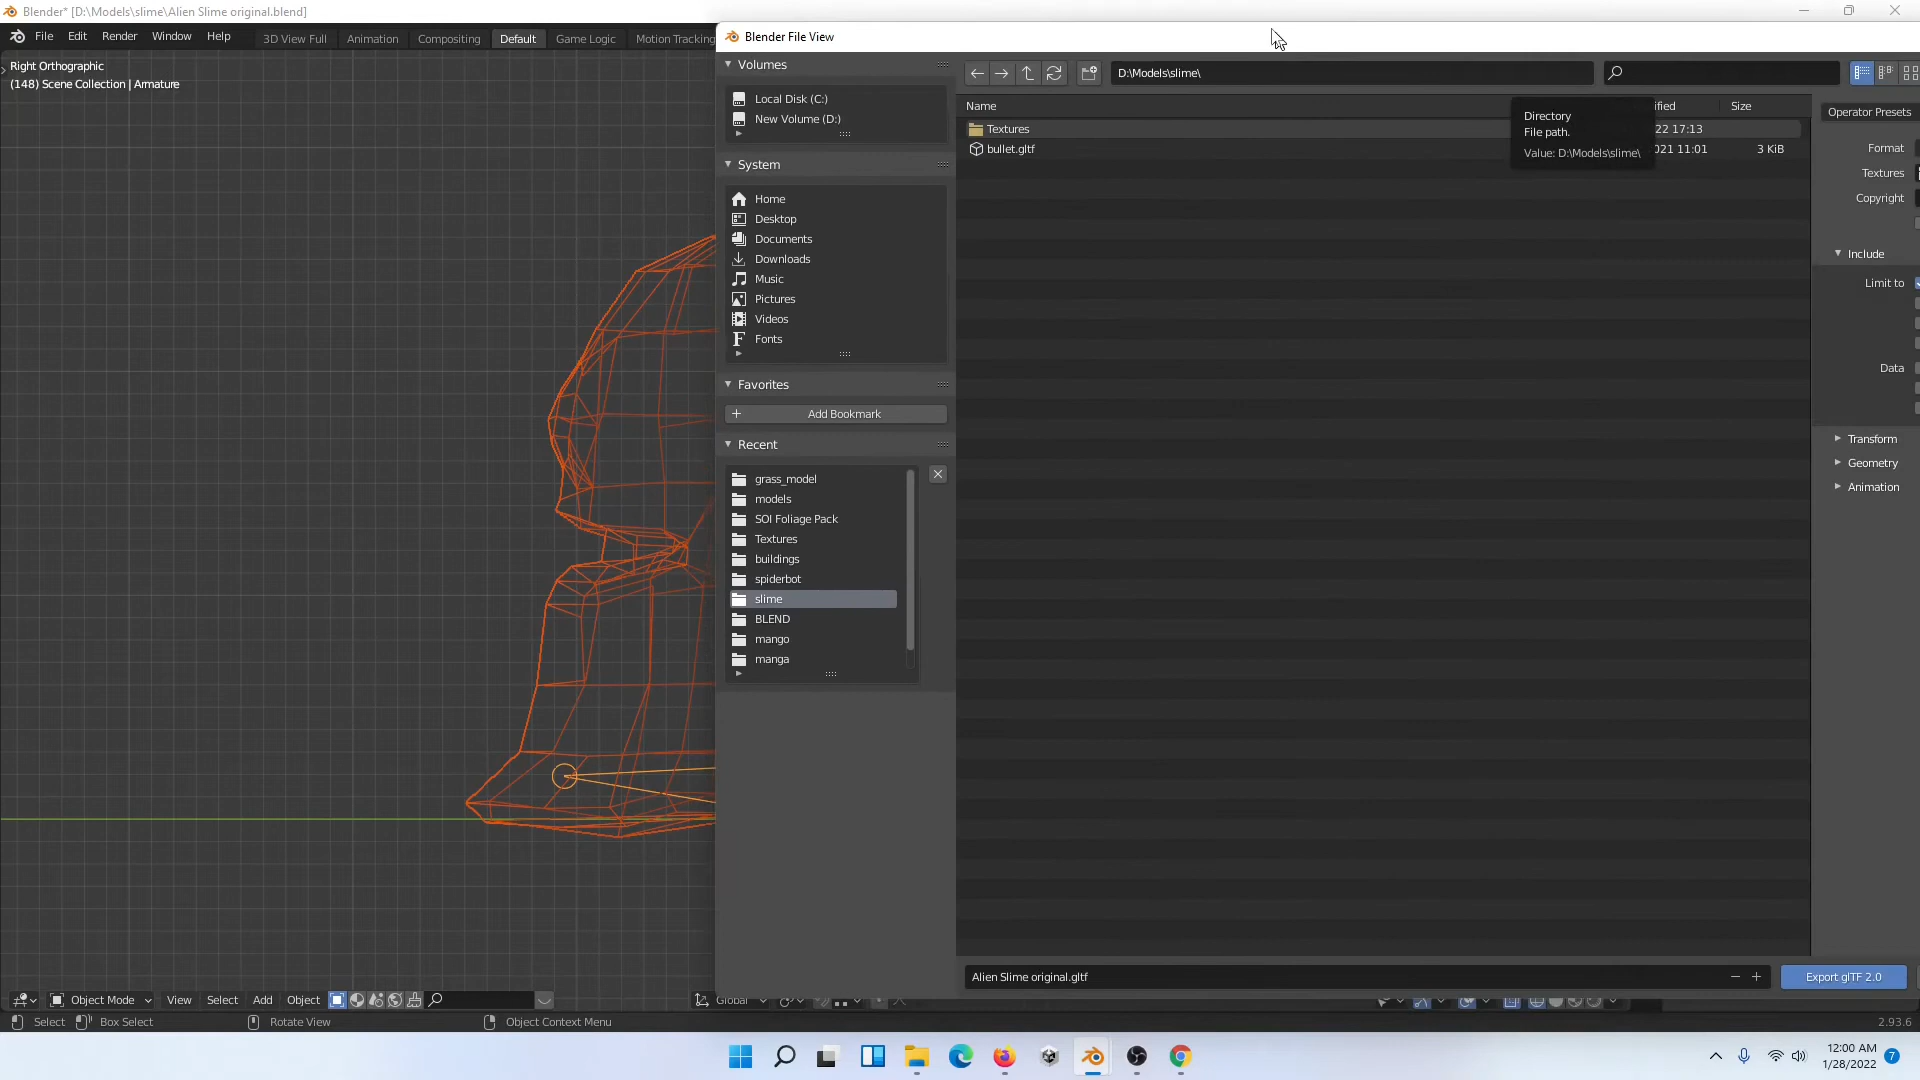 Blender* [D:\Models\slime\Alien Slime original.blend]
File Edit Render Window Help 3D View Full Animation Compositing Default Game Logic Motion Tracking
Right Orthographic
(148) Scene Collection | Armature
Blender File View
Volumes
Local Disk (C:)
New Volume (D:)
System
Home
Desktop
Documents
Downloads
Music
Pictures
Videos
Fonts
Favorites
Add Bookmark
Recent
grass_model
models
SOI Foliage Pack
Textures
buildings
spiderbot
slime
BLEND
mango
manga
D:\Models\slime\
Name Size
Textures 22 17:13
bullet.gltf 021 11:01 3 KiB
Directory
File path.
Value: D:\Models\slime\
Operator Presets
Format
Textures
Copyright
Include
Limit to
Data
Transform
Geometry
Animation
Alien Slime original.gltf
Export glTF 2.0
Object Mode View Select Add Object Global
Select Box Select Rotate View Object Context Menu 2.93.6
12:00 AM
1/28/2022
7